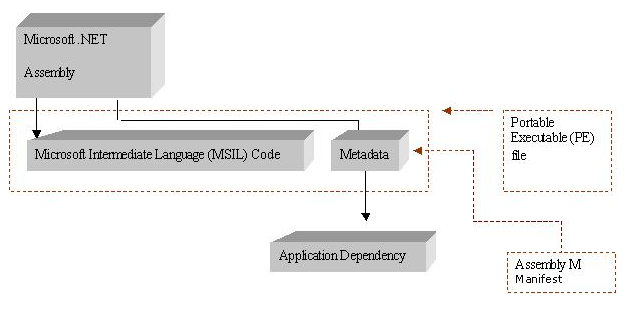 Microsoft .NET
Assembly
Microsoft Intermediate Language (MSIL) Code
Metadata
Portable
Executable (PE)
file
Application Dependency
Assembly M
Manifest